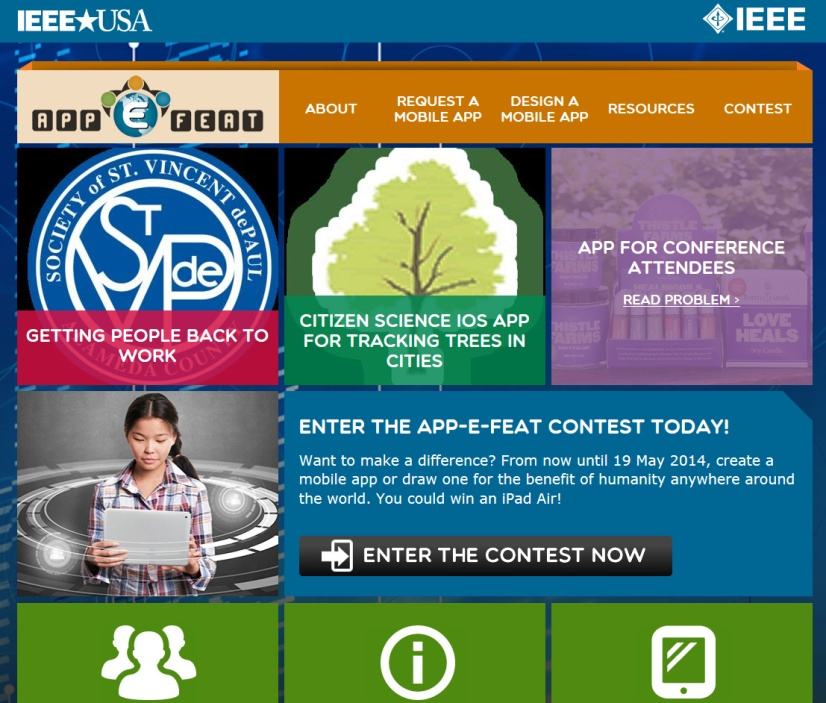 IEEE★USA
IEEE
APP E FEAT
ABOUT
REQUEST A
MOBILE APP
DESIGN A
MOBILE APP
RESOURCES
CONTEST
SOCIETY of ST. VINCENT dePAUL
ST
VP
de
GETTING PEOPLE BACK TO
WORK
CITIZEN SCIENCE IOS APP
FOR TRACKING TREES IN
CITIES
THISTLE
FARMS
APP FOR CONFERENCE
ATTENDEES
READ PROBLEM >
THISTLE
FARMS
LOVE
HEALS
ENTER THE APP-E-FEAT CONTEST TODAY!
Want to make a difference? From now until 19 May 2014, create a
mobile app or draw one for the benefit of humanity anywhere around
the world. You could win an iPad Air!
ENTER THE CONTEST NOW